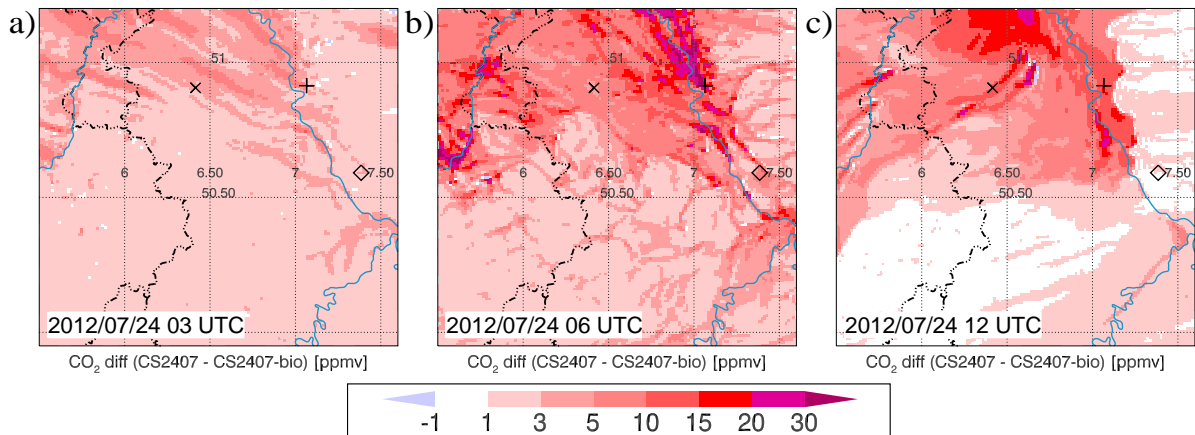 a)
51
6
6.50
7
7.50
50.50
2012/07/24 03 UTC
CO₂ diff (CS2407 - CS2407-bio) [ppmv]
b)
51
6
6.50
7
7.50
50.50
2012/07/24 06 UTC
CO₂ diff (CS2407 - CS2407-bio) [ppmv]
c)
51
6
6.50
7
7.50
50.50
2012/07/24 12 UTC
CO₂ diff (CS2407 - CS2407-bio) [ppmv]
-1 1 3 5 10 15 20 30